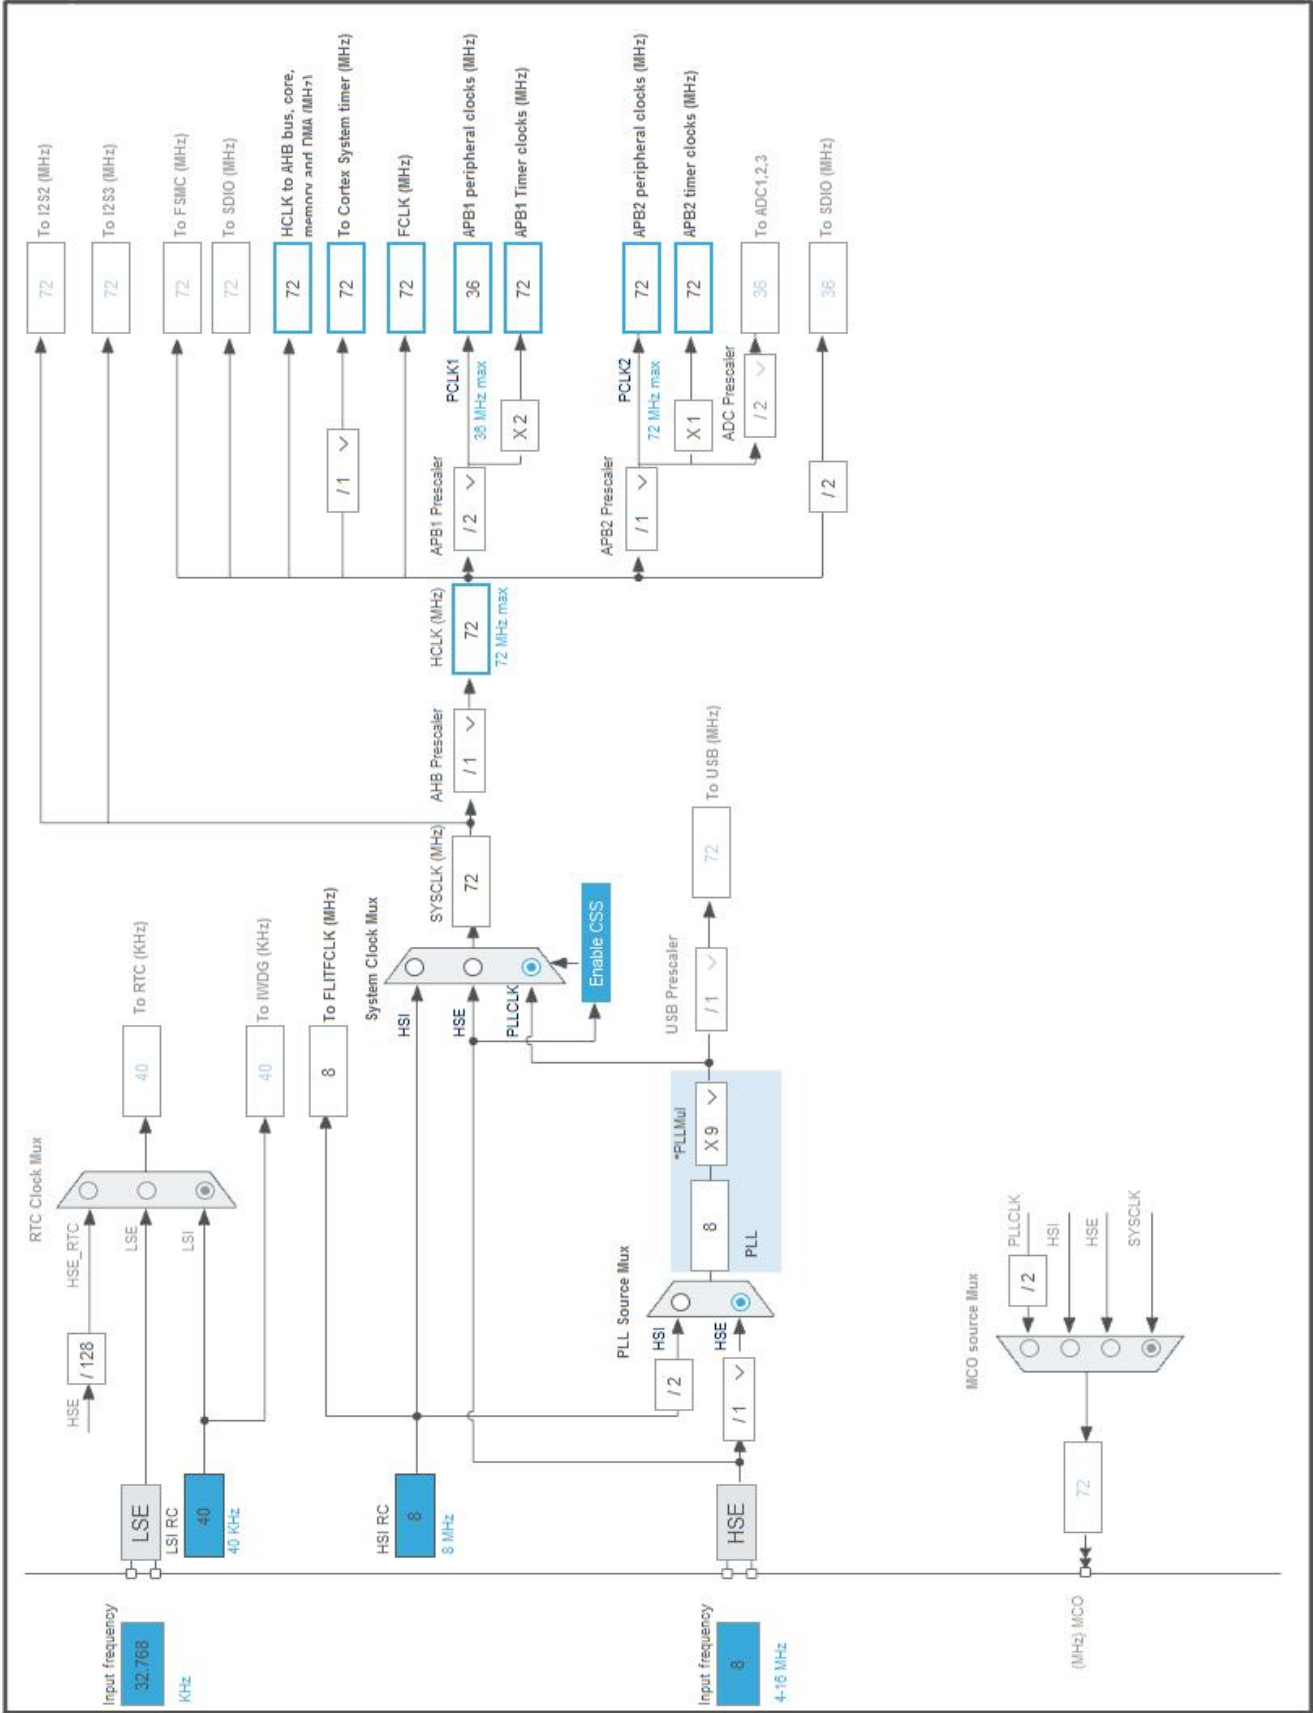 Input frequency
32.768
KHz
LSE
LSI RC
40
40 KHz
HSE
/ 128
HSE_RTC
LSE
LSI
RTC Clock Mux
40
To RTC (KHz)
40
To IWDG (KHz)
8
To FLITFCLK (MHz)
HSI RC
8
8 MHz
Input frequency
8
4-16 MHz
HSE
/ 1
/ 2
HSI
HSE
PLL Source Mux
8
PLL
*PLLMul
X 9
USB Prescaler
/ 1
72
To USB (MHz)
System Clock Mux
HSI
HSE
PLLCLK
Enable CSS
SYSCLK (MHz)
72
AHB Prescaler
/ 1
HCLK (MHz)
72
72 MHz max
72
To I2S2 (MHz)
72
To I2S3 (MHz)
72
To FSMC (MHz)
72
To SDIO (MHz)
72
HCLK to AHB bus, core,
memory and DMA (MHz)
/ 1
72
To Cortex System timer (MHz)
72
FCLK (MHz)
APB1 Prescaler
/ 2
PCLK1
36 MHz max
36
APB1 peripheral clocks (MHz)
X 2
72
APB1 Timer clocks (MHz)
APB2 Prescaler
/ 1
PCLK2
72 MHz max
72
APB2 peripheral clocks (MHz)
X 1
72
APB2 timer clocks (MHz)
ADC Prescaler
/ 2
36
To ADC1,2,3
/ 2
36
To SDIO (MHz)
MCO source Mux
/ 2
PLLCLK
HSI
HSE
SYSCLK
72
(MHz) MCO